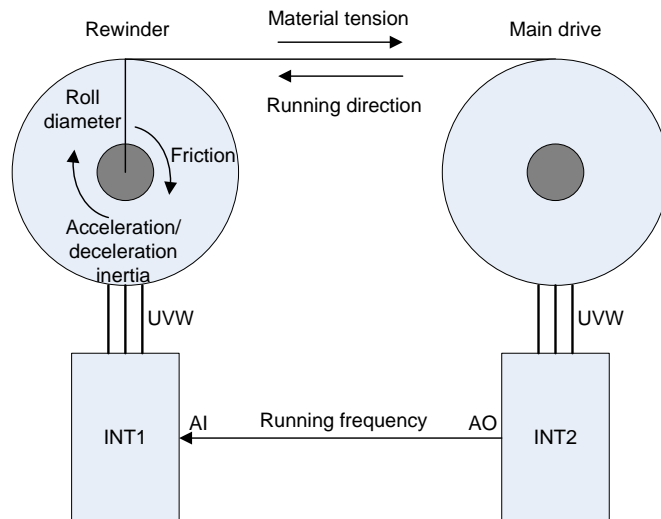 Material tension
Rewinder
Main drive
Running direction
Roll
diameter
Friction
Acceleration/
deceleration
inertia
UVW
UVW
INT1
AI
Running frequency
AO
INT2